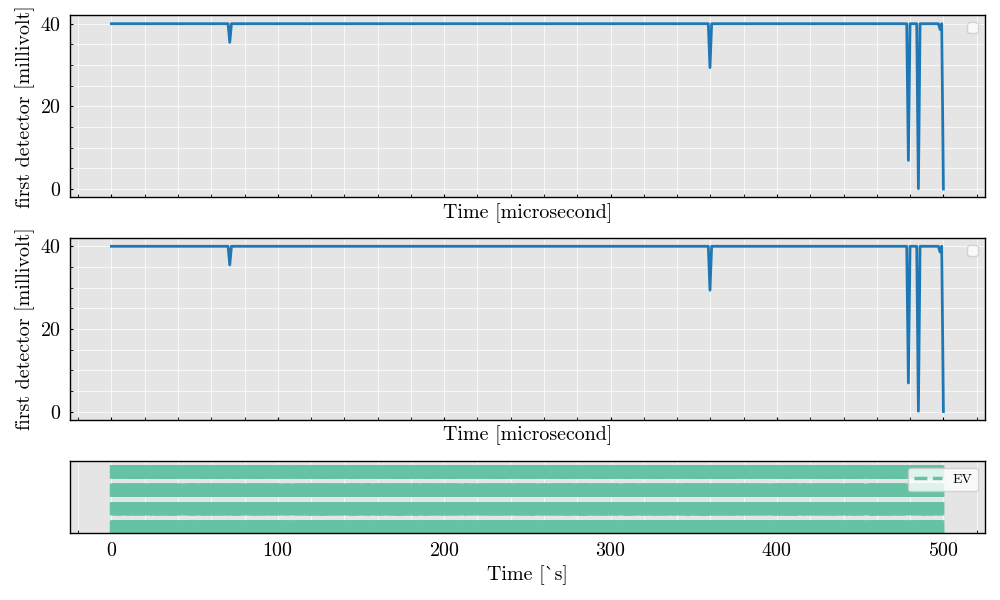 40
20
0
first detector [millivolt]
Time [microsecond]
40
20
0
first detector [millivolt]
Time [microsecond]
EV
0 100 200 300 400 500
Time [`s]